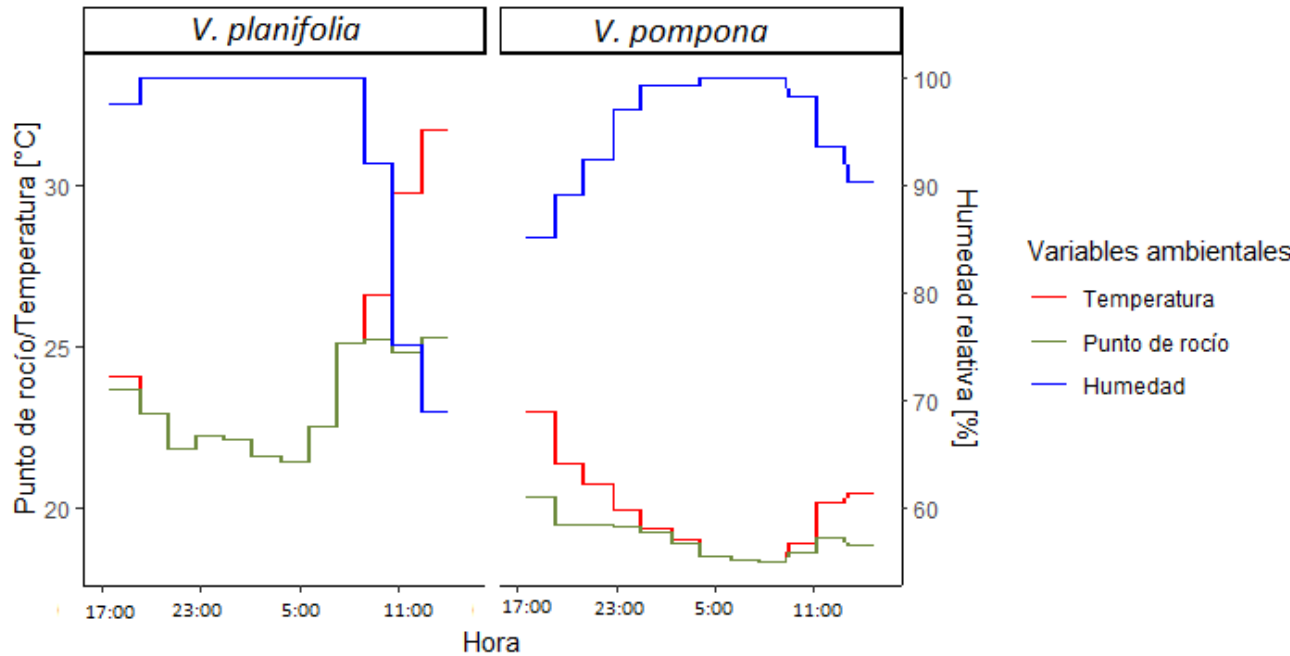 V. planifolia
V. pompona
Punto de rocío/Temperatura [°C]
30
25
20
100
90
80
70
60
Humedad relativa [%]
17:00
23:00
5:00
11:00
17:00
23:00
5:00
11:00
Hora
Variables ambientales
Temperatura
Punto de rocío
Humedad